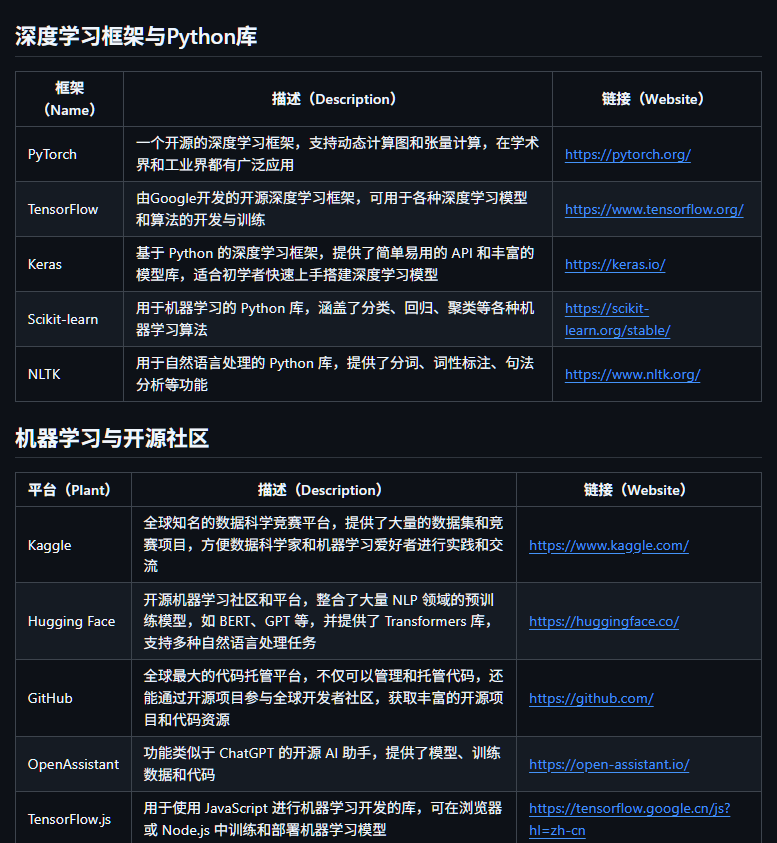 深度学习框架与Python库
框架
（Name）
描述（Description）
链接（Website）
PyTorch
一个开源的深度学习框架，支持动态计算图和张量计算，在学术
界和工业界都有广泛应用
https://pytorch.org/
TensorFlow
由Google开发的开源深度学习框架，可用于各种深度学习模型
和算法的开发与训练
https://www.tensorflow.org/
Keras
基于 Python 的深度学习框架，提供了简单易用的 API 和丰富的
模型库，适合初学者快速上手搭建深度学习模型
https://keras.io/
Scikit-learn
用于机器学习的 Python 库，涵盖了分类、回归、聚类等各种机
器学习算法
https://scikit-
learn.org/stable/
NLTK
用于自然语言处理的 Python 库，提供了分词、词性标注、句法
分析等功能
https://www.nltk.org/
机器学习与开源社区
平台（Plant）
描述（Description）
链接（Website）
Kaggle
全球知名的数据科学竞赛平台，提供了大量的数据集和竞
赛项目，方便数据科学家和机器学习爱好者进行实践和交
流
https://www.kaggle.com/
Hugging Face
开源机器学习社区和平台，整合了大量 NLP 领域的预训
练模型，如 BERT、GPT 等，并提供了 Transformers 库，
支持多种自然语言处理任务
https://huggingface.co/
GitHub
全球最大的代码托管平台，不仅可以管理和托管代码，还
能通过开源项目参与全球开发者社区，获取丰富的开源项
目和代码资源
https://github.com/
OpenAssistant
功能类似于 ChatGPT 的开源 AI 助手，提供了模型、训练
数据和代码
https://open-assistant.io/
TensorFlow.js
用于使用 JavaScript 进行机器学习开发的库，可在浏览器
或 Node.js 中训练和部署机器学习模型
https://tensorflow.google.cn/js?
hl=zh-cn